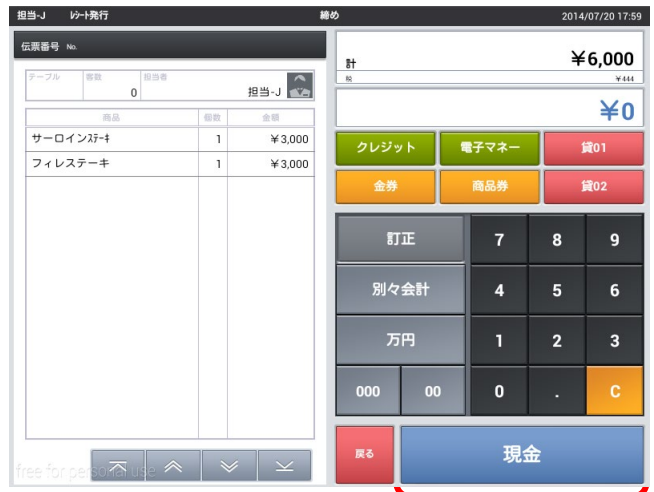 担当-J ﾚｼｰﾄ発行 締め 2014/07/20 17:59
伝票番号 No.
テーブル 客数 0 担当者 担当-J
商品 個数 金額
サーロインｽﾃｰｷ 1 ¥3,000
フィレステーキ 1 ¥3,000
計 ¥6,000
税 ¥444
¥0
クレジット 電子マネー 貸01
金券 商品券 貸02
訂正 7 8 9
別々会計 4 5 6
万円 1 2 3
000 00 0 . C
戻る 現金
free for personal use